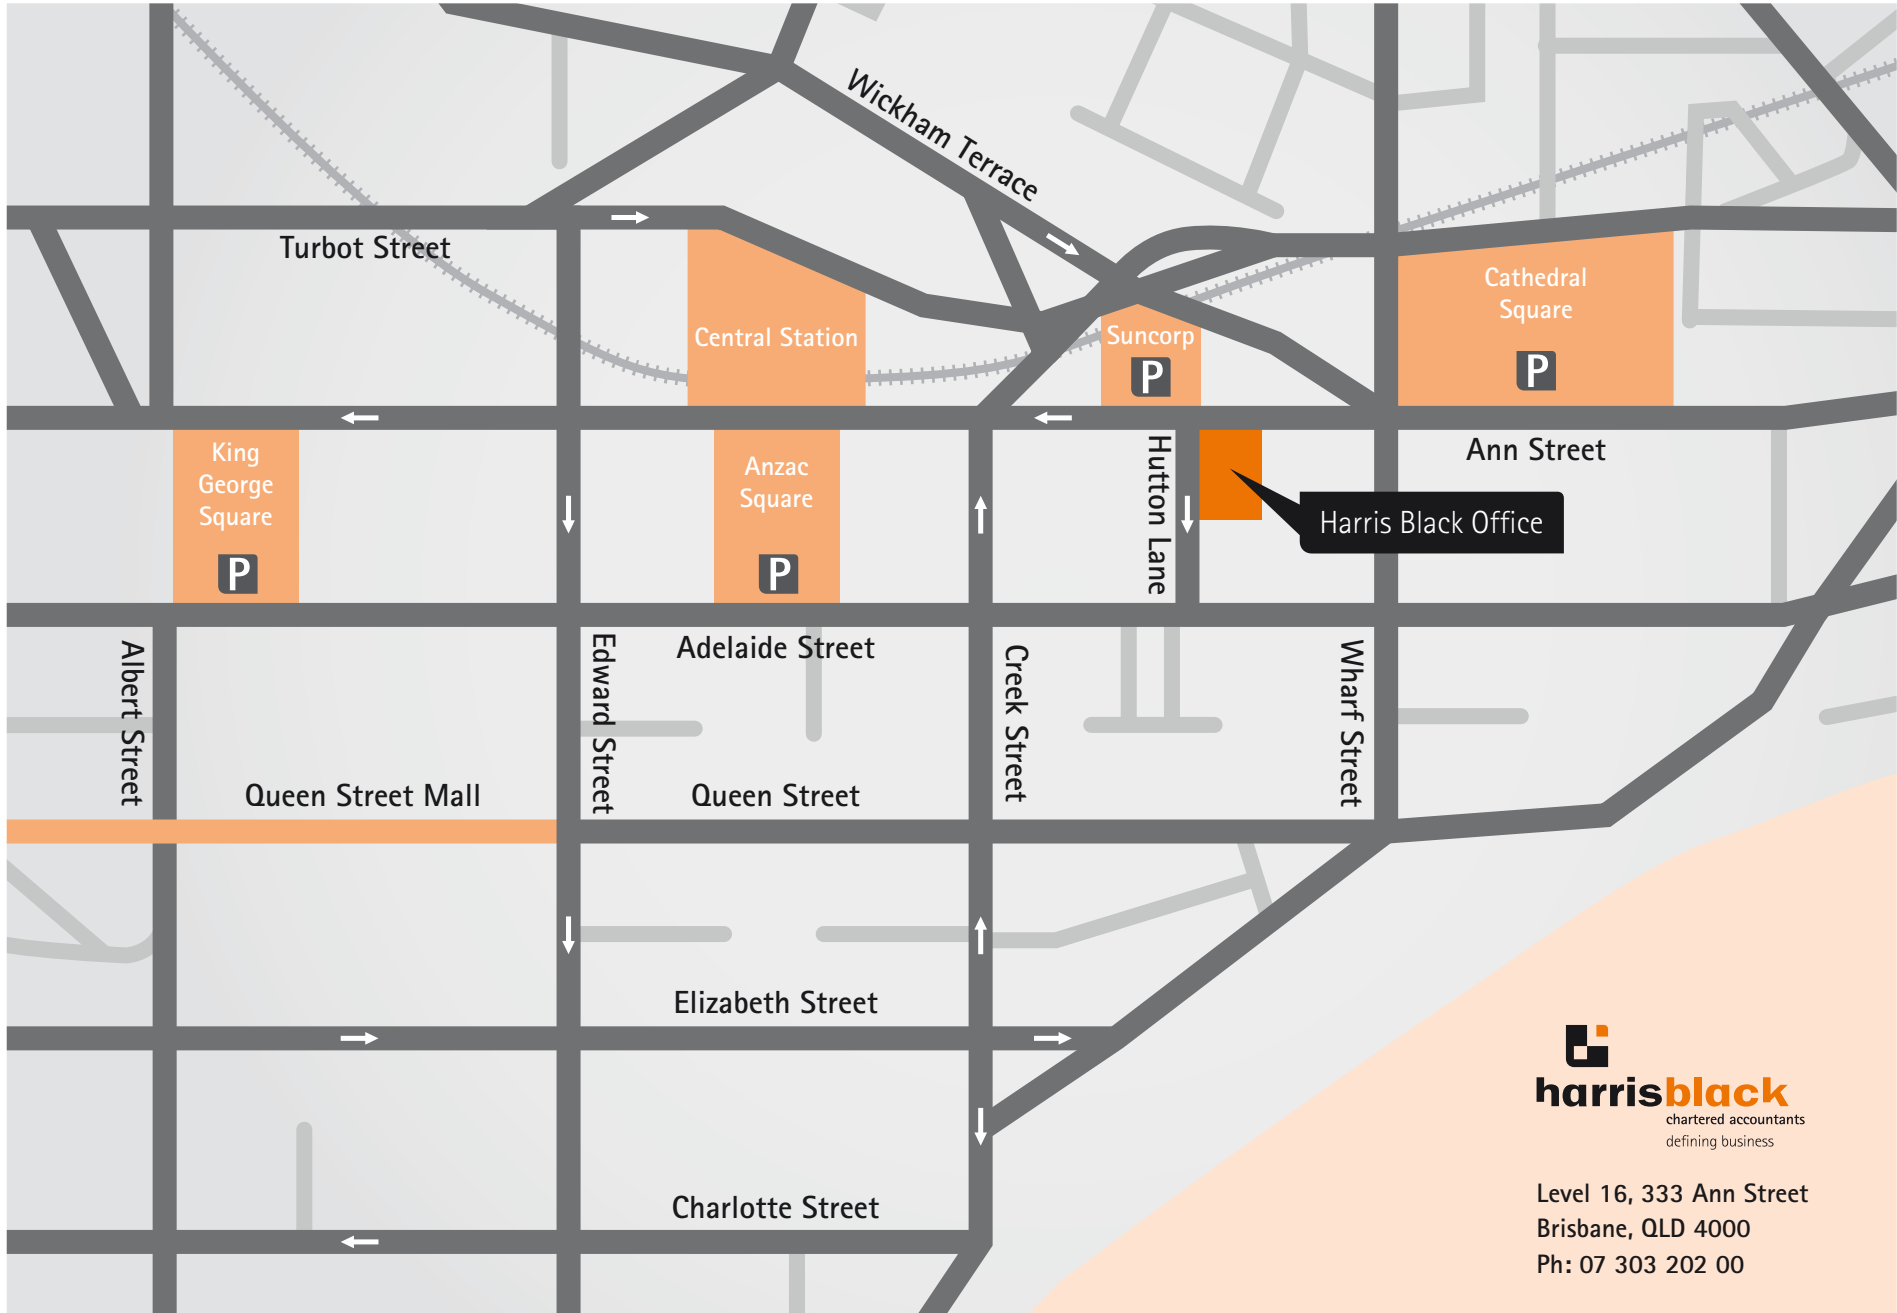 Wickham Terrace
Turbot Street
Central Station
Suncorp
P
Cathedral
Square
P
King
George
Square
P
Anzac
Square
P
Hutton Lane
Ann Street
Harris Black Office
Albert Street
Edward Street
Adelaide Street
Creek Street
Wharf Street
Queen Street Mall
Queen Street
Elizabeth Street
Charlotte Street
harrisblack
chartered accountants
defining business
Level 16, 333 Ann Street
Brisbane, QLD 4000
Ph: 07 303 202 00